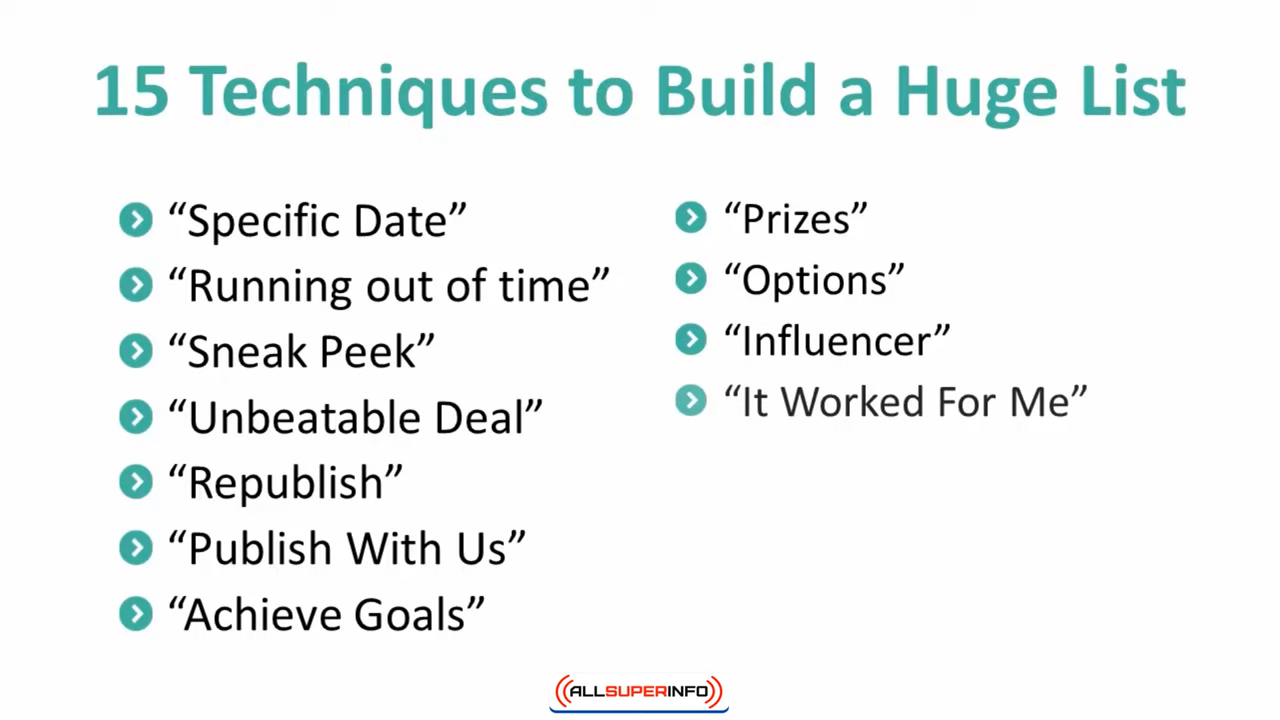 15 Techniques to Build a Huge List
“Specific Date”
“Running out of time”
“Sneak Peek”
“Unbeatable Deal”
“Republish”
“Publish With Us”
“Achieve Goals”
“Prizes”
“Options”
“Influencer”
“It Worked For Me”
ALLSUPERINFO